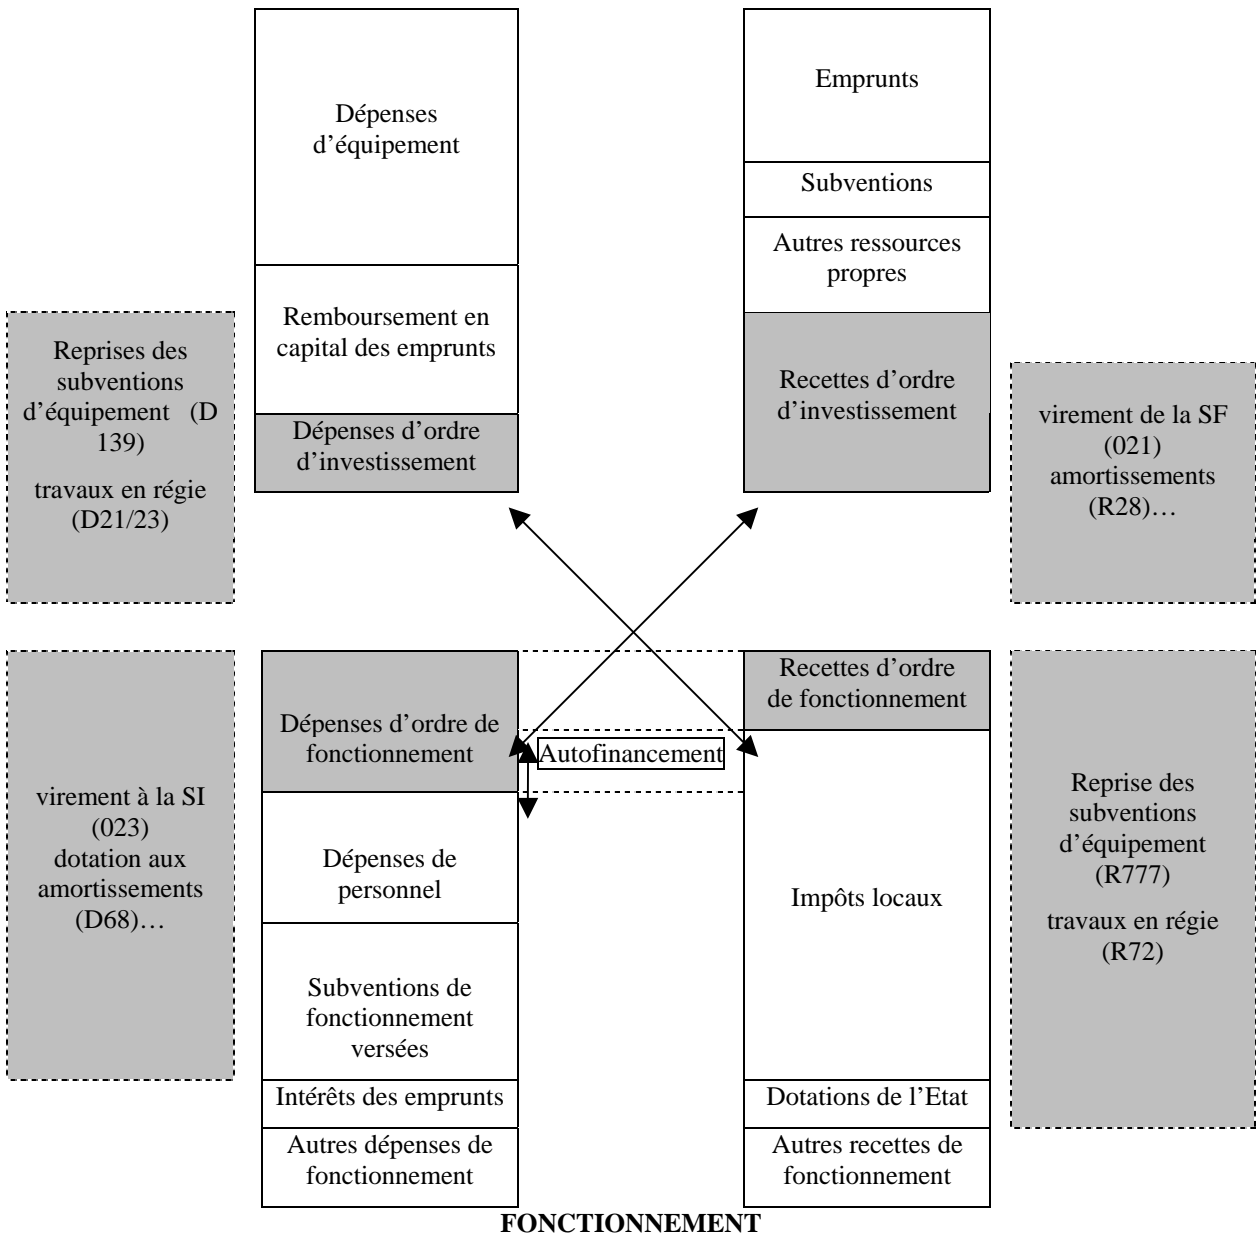 Dépenses
d’équipement
Remboursement en
capital des emprunts
Dépenses d’ordre
d’investissement
Emprunts
Subventions
Autres ressources
propres
Recettes d’ordre
d’investissement
Reprises des
subventions
d’équipement (D
139)
travaux en régie
(D21/23)
virement de la SF
(021)
amortissements
(R28)…
virement à la SI
(023)
dotation aux
amortissements
(D68)…
Dépenses d’ordre de
fonctionnement
Dépenses de
personnel
Subventions de
fonctionnement
versées
Intérêts des emprunts
Autres dépenses de
fonctionnement
Autofinancement
Recettes d’ordre
de fonctionnement
Impôts locaux
Dotations de l’Etat
Autres recettes de
fonctionnement
Reprise des
subventions
d’équipement
(R777)
travaux en régie
(R72)
FONCTIONNEMENT